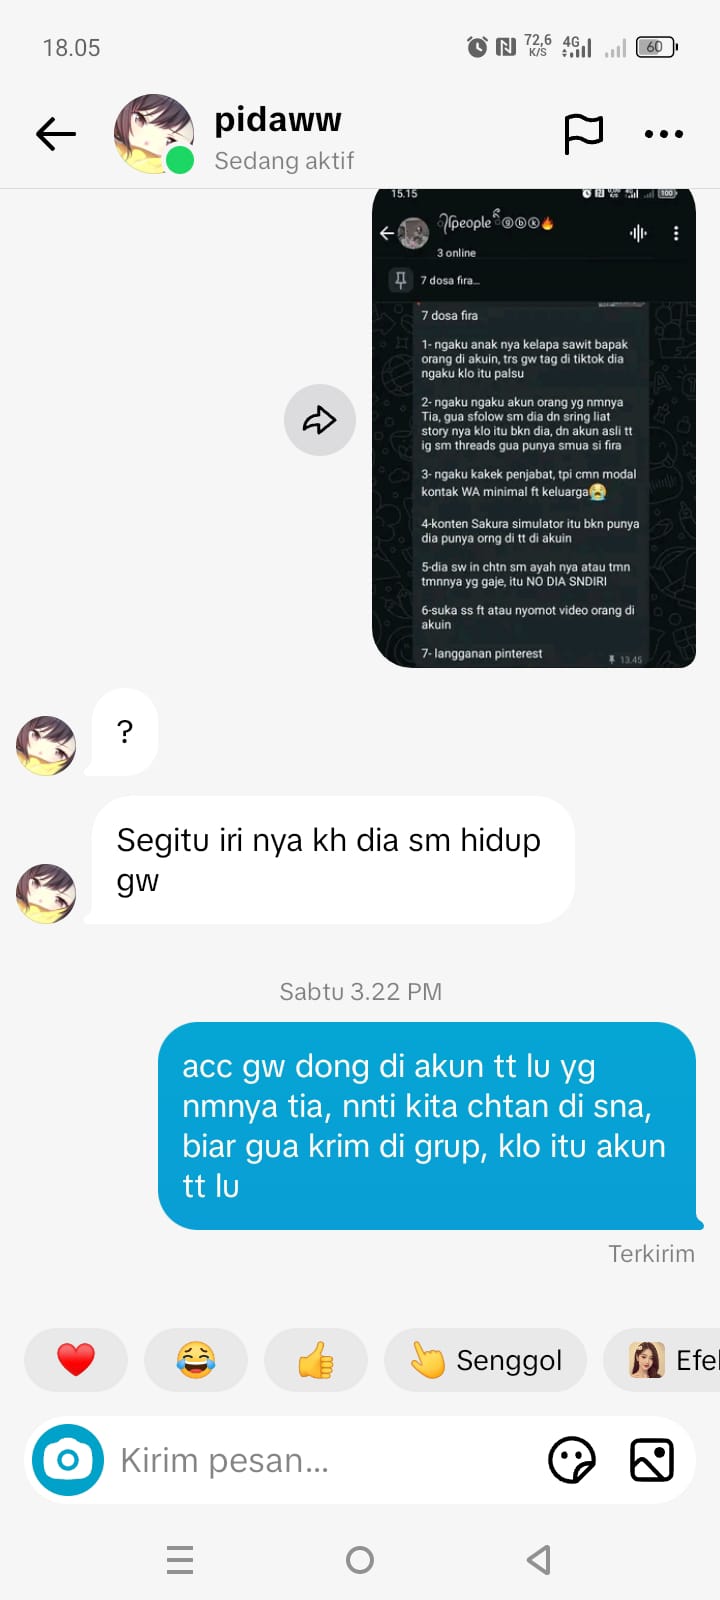 18.05
72,6
K/S
4G
60
pidaww
Sedang aktif
15.15
100
people
ⓖⓑⓚ🔥
3 online
7 dosa fira...
7 dosa fira
1- ngaku anak nya kelapa sawit bapak
orang di akuin, trs gw tag di tiktok dia
ngaku klo itu palsu
2- ngaku ngaku akun orang yg nmnya
Tia, gua sfolow sm dia dn sring liat
story nya klo itu bkn dia, dn akun asli tt
ig sm threads gua punya smua si fira
3- ngaku kakek penjabat, tpi cmn modal
kontak WA minimal ft keluarga😭
4-konten Sakura simulator itu bkn punya
dia punya orng di tt di akuin
5-dia sw in chtn sm ayah nya atau tmn
tmnnya yg gaje, itu NO DIA SNDIRI
6-suka ss ft atau nyomot video orang di
akuin
7- langganan pinterest
13.45
?
Segitu iri nya kh dia sm hidup
gw
Sabtu 3.22 PM
acc gw dong di akun tt lu yg
nmnya tia, nnti kita chtan di sna,
biar gua krim di grup, klo itu akun
tt lu
Terkirim
Senggol
Kirim pesan...